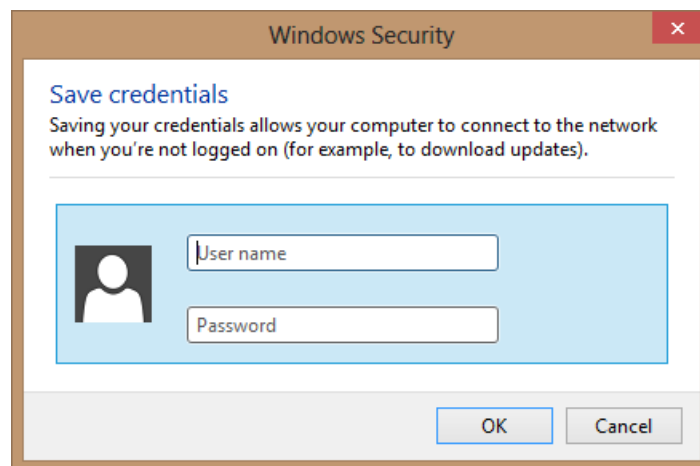 Windows Security
Save credentials
Saving your credentials allows your computer to connect to the network
when you're not logged on (for example, to download updates).
User name
Password
OK
Cancel